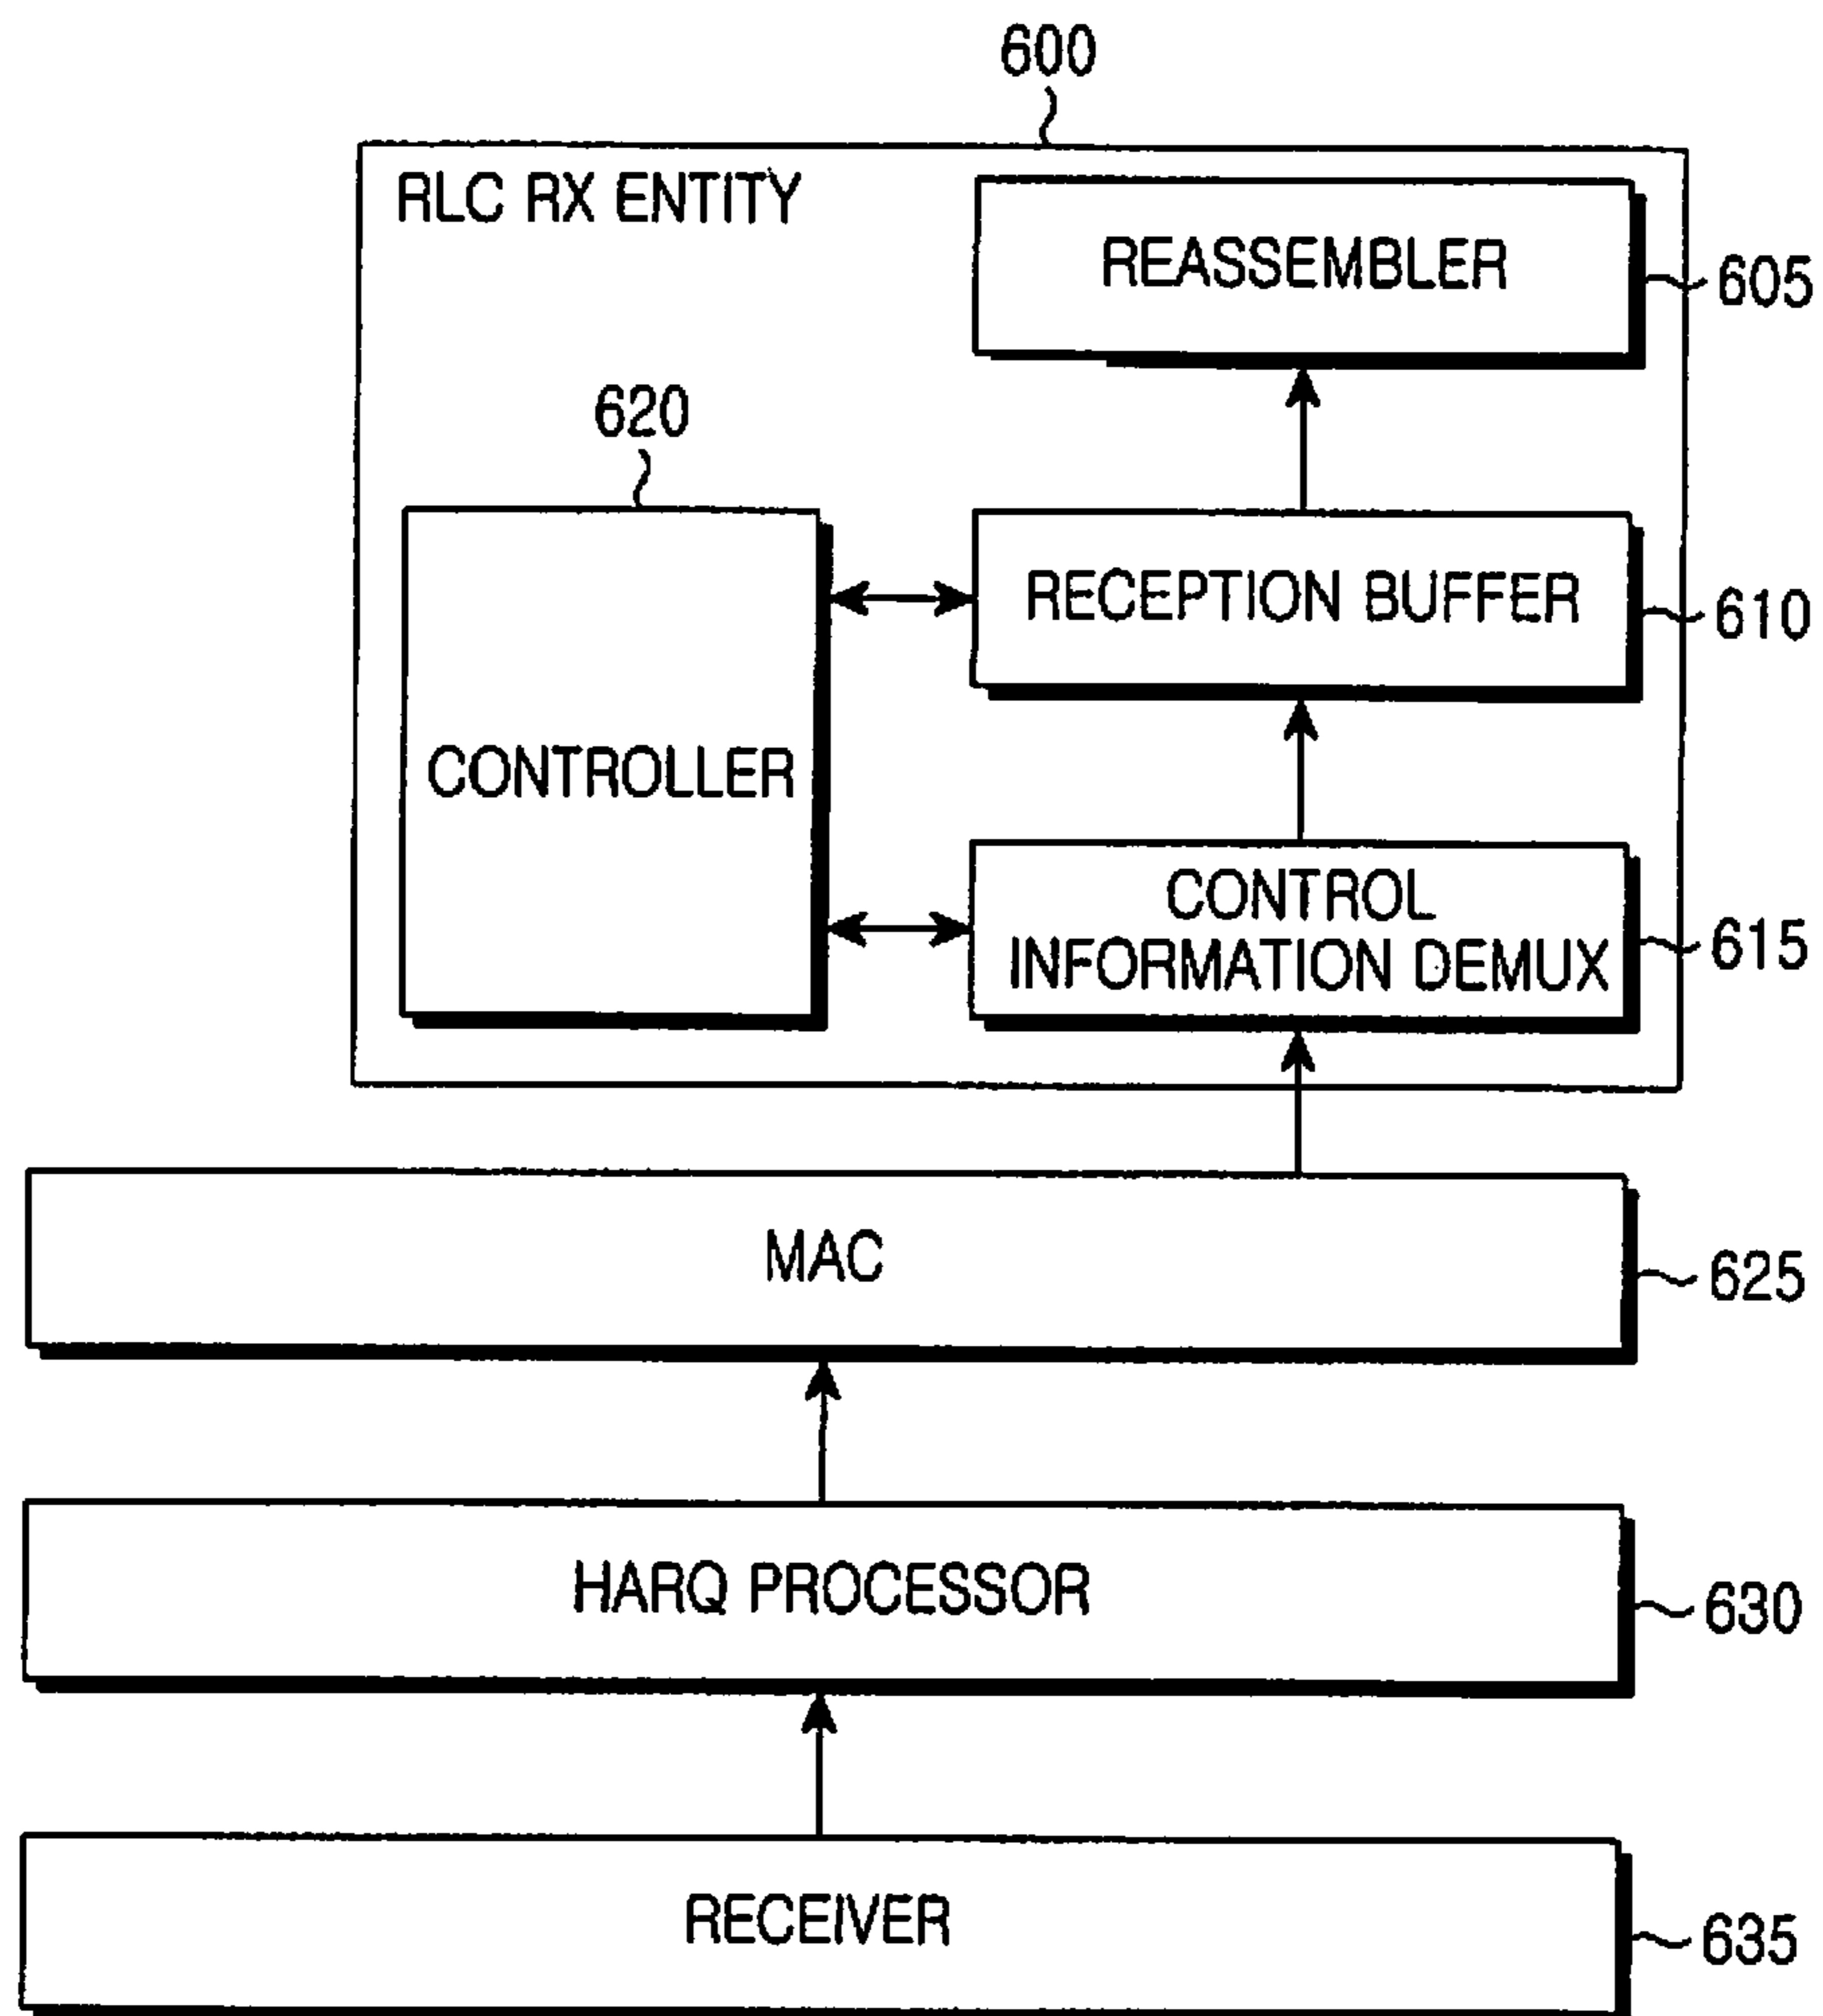 600
RLC RX ENTITY
REASSEMBLER
605
620
RECEPTION BUFFER
610
CONTROLLER
CONTROL
INFORMATION DEMUX
615
MAC
625
HARQ PROCESSOR
630
RECEIVER
635